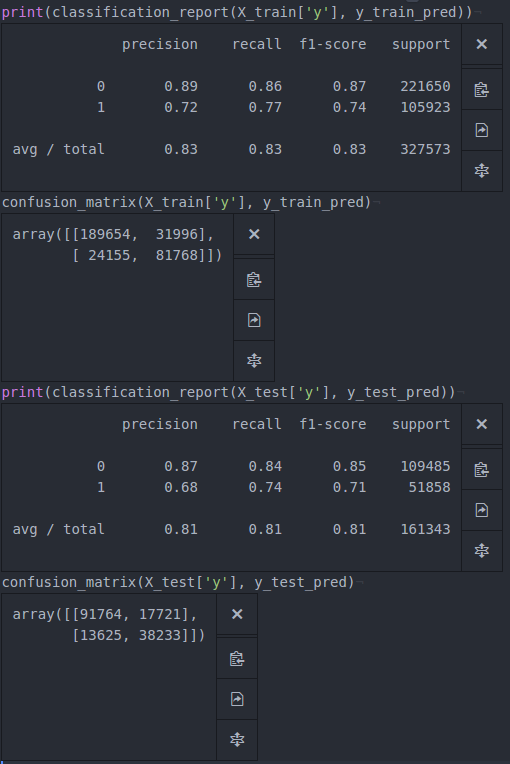 print(classification_report(X_train['y'], y_train_pred))¬
precision recall f1-score support
0 0.89 0.86 0.87 221650
1 0.72 0.77 0.74 105923
avg / total 0.83 0.83 0.83 327573
confusion_matrix(X_train['y'], y_train_pred)¬
array([[189654, 31996],
[ 24155, 81768]])
print(classification_report(X_test['y'], y_test_pred))¬
precision recall f1-score support
0 0.87 0.84 0.85 109485
1 0.68 0.74 0.71 51858
avg / total 0.81 0.81 0.81 161343
confusion_matrix(X_test['y'], y_test_pred)¬
array([[91764, 17721],
[13625, 38233]])